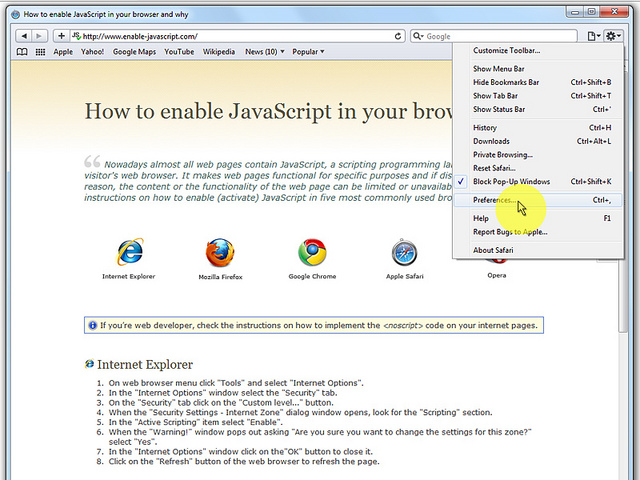 How to enable JavaScript in your browser and why
http://www.enable-javascript.com/
Google
Apple Yahoo! Google Maps YouTube Wikipedia News (10) Popular
Customize Toolbar...
Show Menu Bar
Hide Bookmarks Bar Ctrl+Shift+B
Show Tab Bar Ctrl+Shift+T
Show Status Bar Ctrl+'
History Ctrl+H
Downloads Ctrl+Alt+L
Private Browsing...
Reset Safari...
Block Pop-Up Windows Ctrl+Shift+K
Preferences... Ctrl+,
Help F1
Report Bugs to Apple...
About Safari
How to enable JavaScript in your brow
Nowadays almost all web pages contain JavaScript, a scripting programming la
visitor's web browser. It makes web pages functional for specific purposes and if dis
reason, the content or the functionality of the web page can be limited or unavailab
instructions on how to enable (activate) JavaScript in five most commonly used bro
Internet Explorer
Mozilla Firefox
Google Chrome
Apple Safari
Opera
If you're web developer, check the instructions on how to implement the <noscript> code on your internet pages.
Internet Explorer
1. On web browser menu click "Tools" and select "Internet Options".
2. In the "Internet Options" window select the "Security" tab.
3. On the "Security" tab click on the "Custom level..." button.
4. When the "Security Settings - Internet Zone" dialog window opens, look for the "Scripting" section.
5. In the "Active Scripting" item select "Enable".
6. When the "Warning!" window pops out asking "Are you sure you want to change the settings for this zone?"
select "Yes".
7. In the "Internet Options" window click on the"OK" button to close it.
8. Click on the "Refresh" button of the web browser to refresh the page.